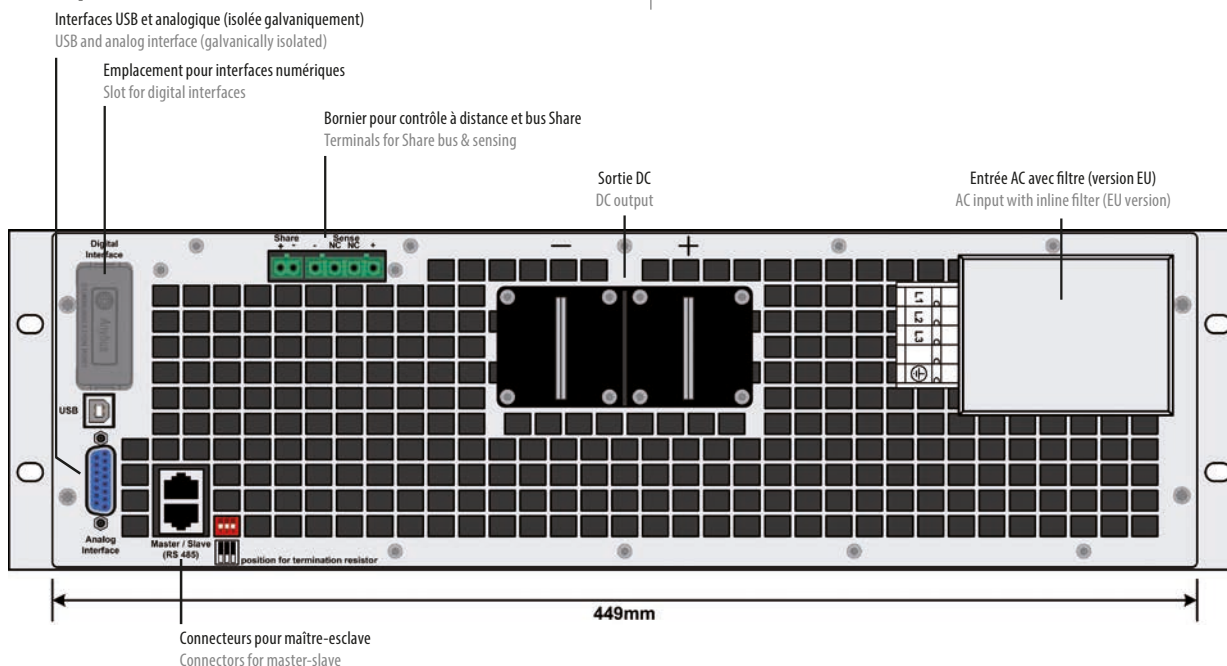 Interfaces USB et analogique (isolée galvaniquement)
USB and analog interface (galvanically isolated)
Emplacement pour interfaces numériques
Slot for digital interfaces
Bornier pour contrôle à distance et bus Share
Terminals for Share bus & sensing
Sortie DC
DC output
Entrée AC avec filtre (version EU)
AC input with inline filter (EU version)
Digital
Interface
Share
+ -
Sense
- NC NC +
− +
Anybus
L1
L2
L3
USB
Analog
Interface
Master / Slave
(RS 485)
position for termination resistor
449mm
Connecteurs pour maître-esclave
Connectors for master-slave